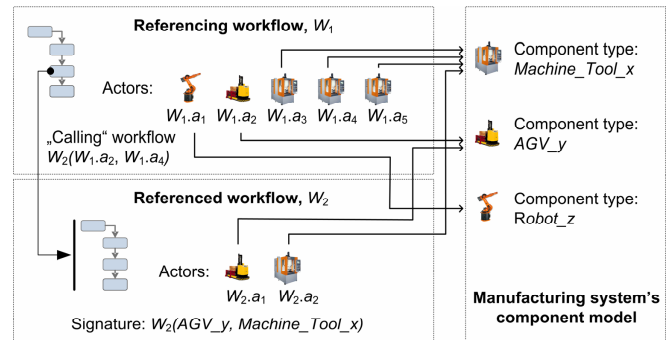 Referencing workflow, W1
Actors:
W1.a1 W1.a2 W1.a3 W1.a4 W1.a5
„Calling“ workflow
W2(W1.a2, W1.a4)
Referenced workflow, W2
Actors:
W2.a1 W2.a2
Signature: W2(AGV_y, Machine_Tool_x)
Component type:
Machine_Tool_x
Component type:
AGV_y
Component type:
Robot_z
Manufacturing system’s
component model